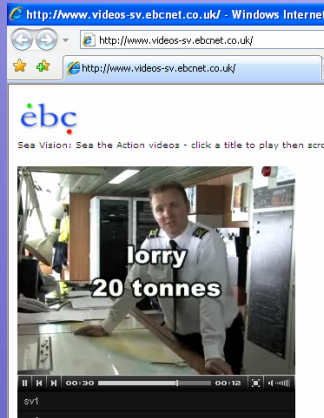 http://www.videos-sv.ebcnet.co.uk/ - Windows Internet
http://www.videos-sv.ebcnet.co.uk/
http://www.videos-sv.ebcnet.co.uk/
ebc
Sea Vision: Sea the Action videos - click a title to play then scro
lorry
20 tonnes
00:30 00:12
sv1